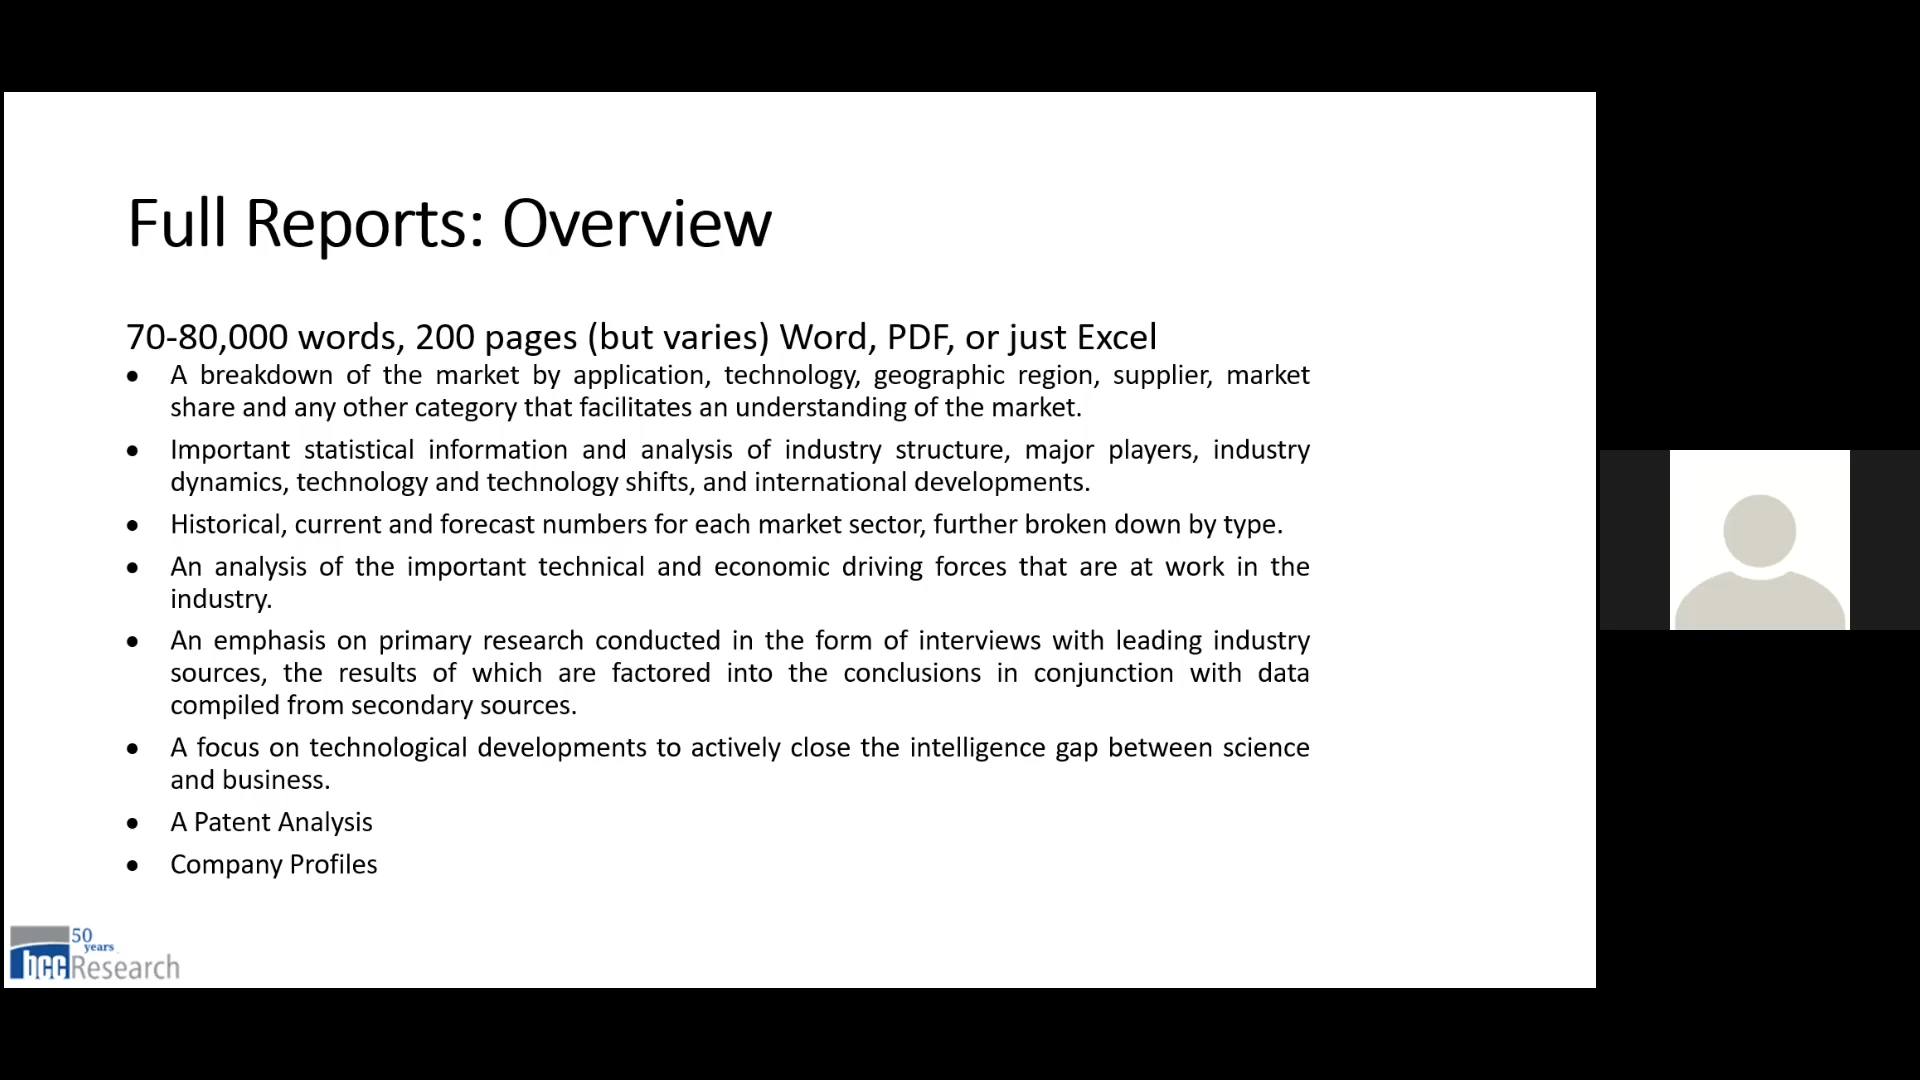 Full Reports: Overview
70-80,000 words, 200 pages (but varies) Word, PDF, or just Excel
• A breakdown of the market by application, technology, geographic region, supplier, market
share and any other category that facilitates an understanding of the market.
• Important statistical information and analysis of industry structure, major players, industry
dynamics, technology and technology shifts, and international developments.
• Historical, current and forecast numbers for each market sector, further broken down by type.
• An analysis of the important technical and economic driving forces that are at work in the
industry.
• An emphasis on primary research conducted in the form of interviews with leading industry
sources, the results of which are factored into the conclusions in conjunction with data
compiled from secondary sources.
• A focus on technological developments to actively close the intelligence gap between science
and business.
• A Patent Analysis
• Company Profiles
50
years
bccResearch